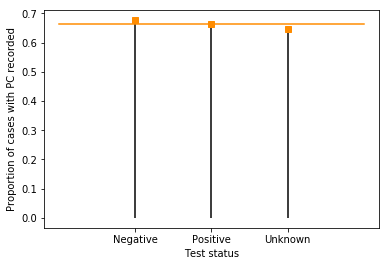 Proportion of cases with PC recorded
0.7
0.6
0.5
0.4
0.3
0.2
0.1
0.0
Negative Positive Unknown
Test status